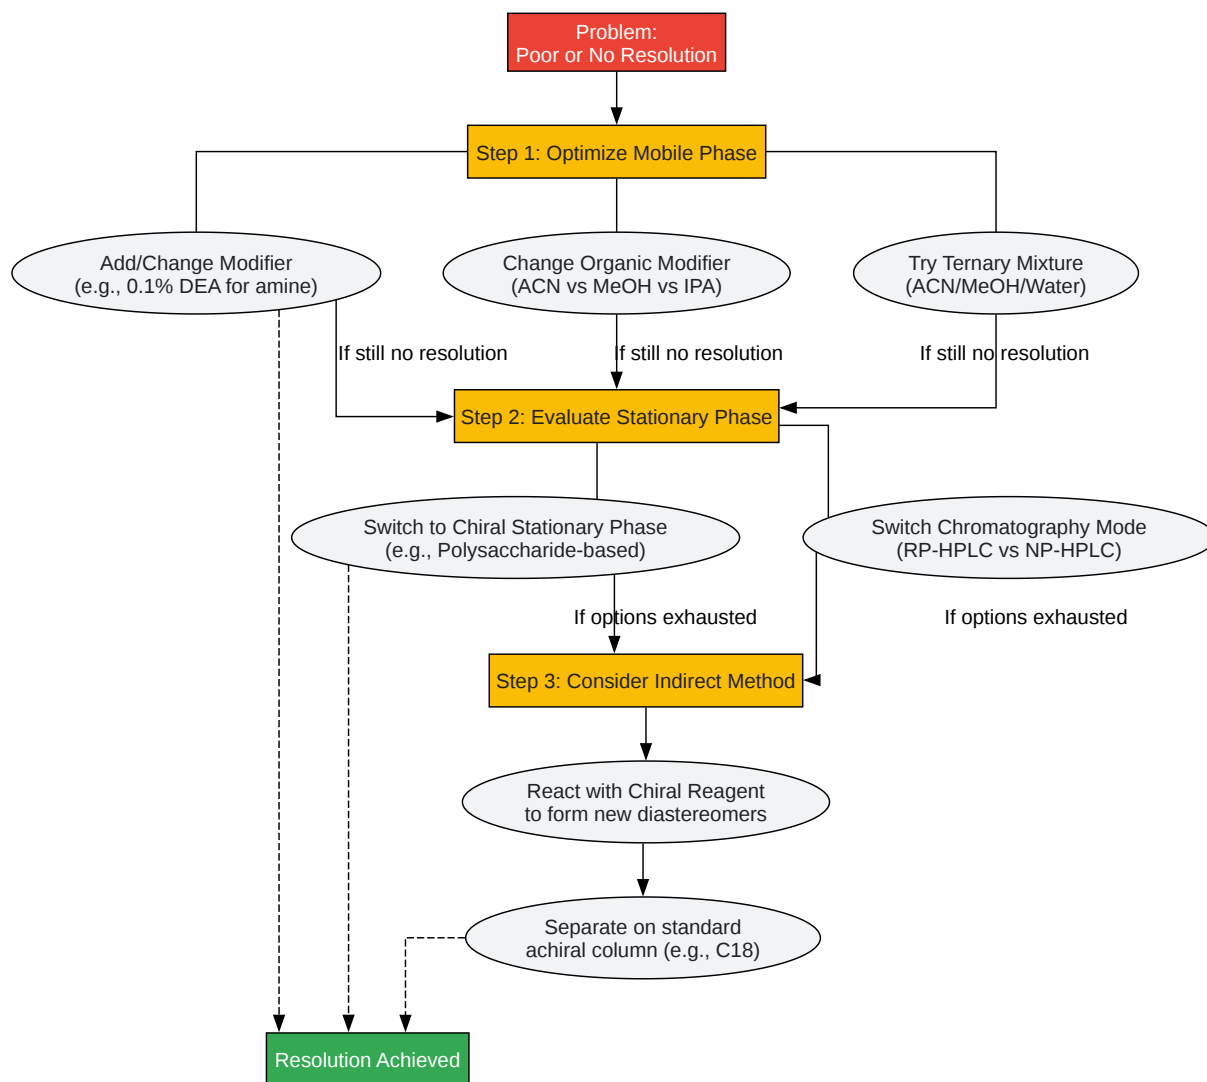 Problem:
Poor or No Resolution
Step 1: Optimize Mobile Phase
Add/Change Modifier
(e.g., 0.1% DEA for amine)
Change Organic Modifier
(ACN vs MeOH vs IPA)
Try Ternary Mixture
(ACN/MeOH/Water)
If still no resolution
If still no resolution
If still no resolution
Step 2: Evaluate Stationary Phase
Switch to Chiral Stationary Phase
(e.g., Polysaccharide-based)
Switch Chromatography Mode
(RP-HPLC vs NP-HPLC)
If options exhausted
If options exhausted
Step 3: Consider Indirect Method
React with Chiral Reagent
to form new diastereomers
Separate on standard
achiral column (e.g., C18)
Resolution Achieved